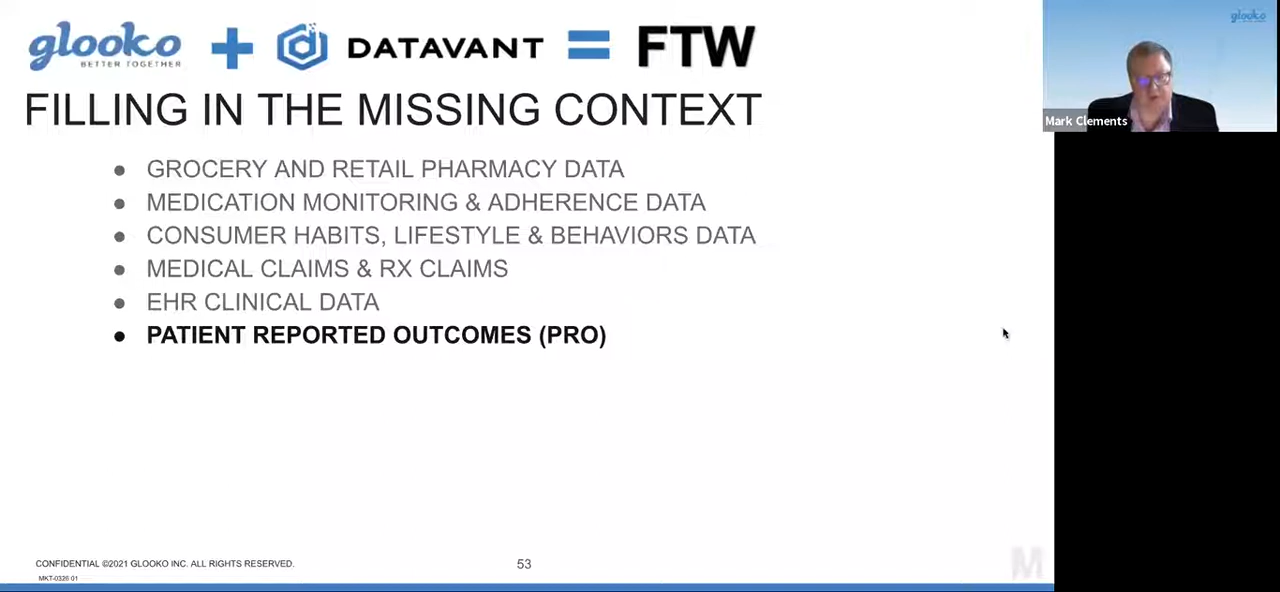 glooko
BETTER TOGETHER
+ DATAVANT = FTW
FILLING IN THE MISSING CONTEXT
● GROCERY AND RETAIL PHARMACY DATA
● MEDICATION MONITORING & ADHERENCE DATA
● CONSUMER HABITS, LIFESTYLE & BEHAVIORS DATA
● MEDICAL CLAIMS & RX CLAIMS
● EHR CLINICAL DATA
● PATIENT REPORTED OUTCOMES (PRO)
CONFIDENTIAL ©2021 GLOOKO INC. ALL RIGHTS RESERVED.
53
MKT-0326 01
M
glooko
Mark Clements